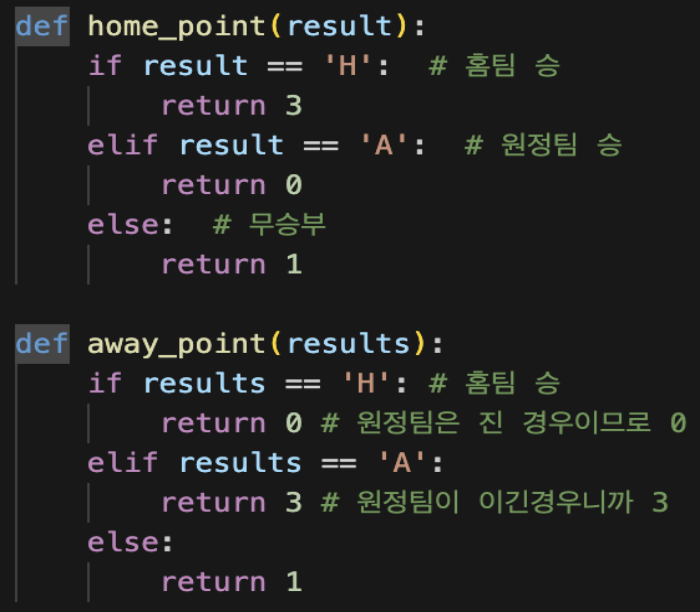 def home_point(result):
    if result == 'H':  # 홈팀 승
        return 3
    elif result == 'A':  # 원정팀 승
        return 0
    else:  # 무승부
        return 1
def away_point(results):
    if results == 'H': # 홈팀 승
        return 0 # 원정팀은 진 경우이므로 0
    elif results == 'A':
        return 3 # 원정팀이 이긴경우니까 3
    else:
        return 1